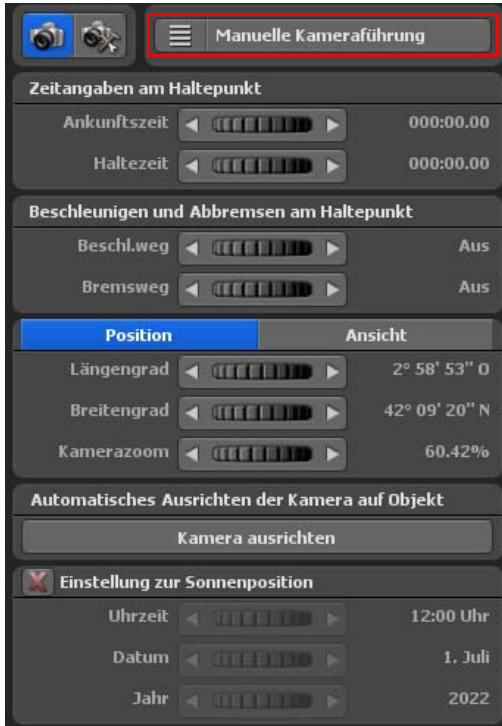 Manuelle Kameraführung
Zeitangaben am Haltepunkt
Ankunftszeit 000:00.00
Haltezeit 000:00.00
Beschleunigen und Abbremsen am Haltepunkt
Beschl.weg Aus
Bremsweg Aus
Position Ansicht
Längengrad 2° 58' 53" O
Breitengrad 42° 09' 20" N
Kamerazoom 60.42%
Automatisches Ausrichten der Kamera auf Objekt
Kamera ausrichten
Einstellung zur Sonnenposition
Uhrzeit 12:00 Uhr
Datum 1. Juli
Jahr 2022